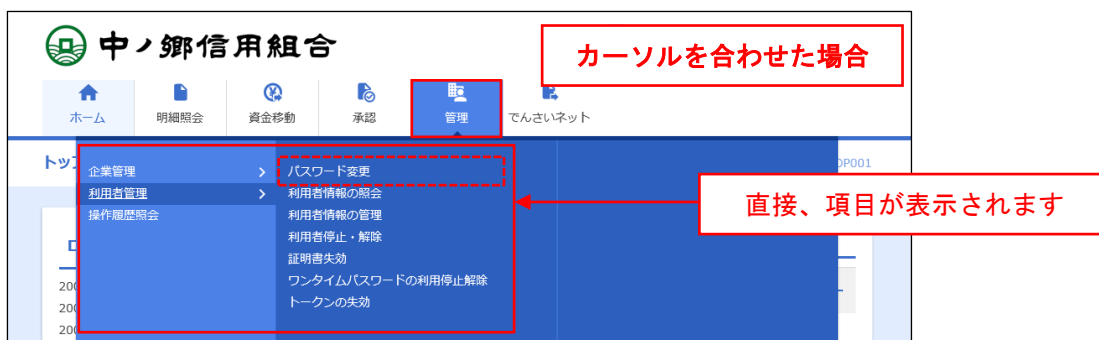 中ノ郷信用組合
カーソルを合わせた場合
ホーム
明細照会
資金移動
承認
管理
でんさいネット
トップ
企業管理
利用者管理
操作履歴照会
パスワード変更
利用者情報の照会
利用者情報の管理
利用者停止・解除
証明書失効
ワンタイムパスワードの利用停止解除
トークンの失効
OP001
直接、項目が表示されます
200
200
200